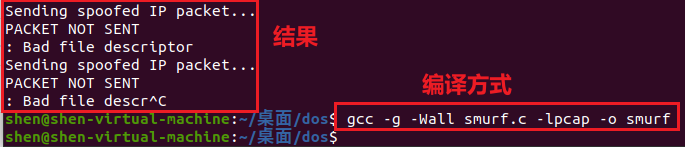 Sending spoofed IP packet...
PACKET NOT SENT
: Bad file descriptor
Sending spoofed IP packet...
PACKET NOT SENT
: Bad file descr^C
结果
编译方式
shen@shen-virtual-machine:~/桌面/dos$ gcc -g -Wall smurf.c -lpcap -o smurf
shen@shen-virtual-machine:~/桌面/dos$